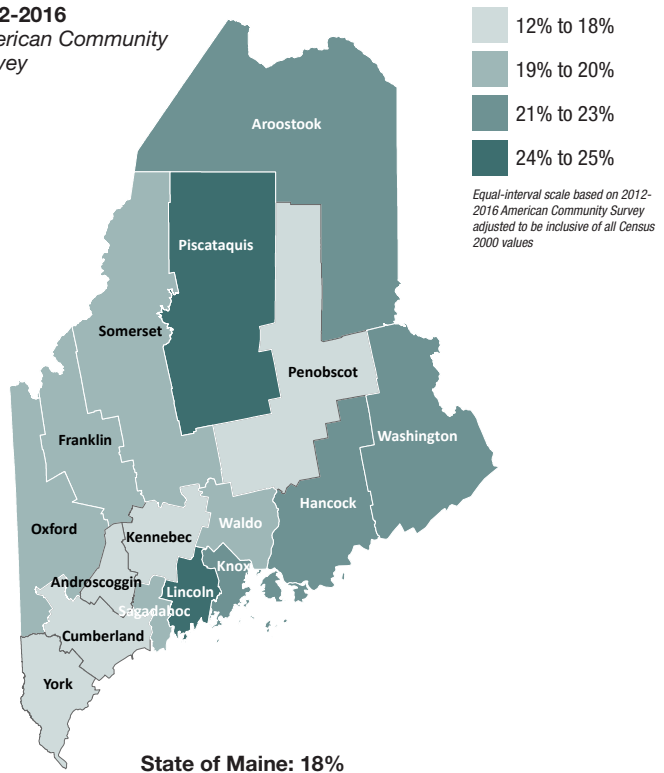 2-2016
erican Community
vey
12% to 18%
19% to 20%
21% to 23%
24% to 25%
Equal-interval scale based on 2012-
2016 American Community Survey
adjusted to be inclusive of all Census
2000 values
Aroostook
Piscataquis
Somerset
Penobscot
Franklin
Washington
Hancock
Oxford
Waldo
Kennebec
Knox
Androscoggin
Lincoln
Sagadahoc
Cumberland
York
State of Maine: 18%